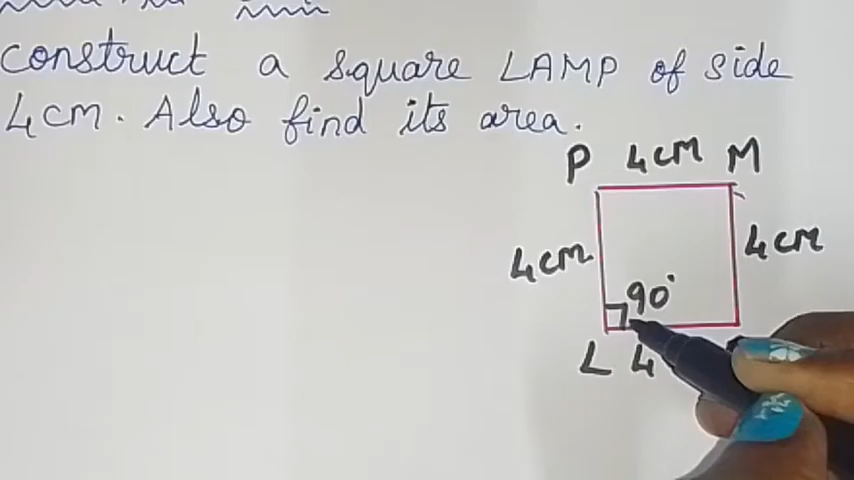 construct a square LAMP of side
4cm. Also find its area.
P 4cm M
4cm 4cm
90°
L 4